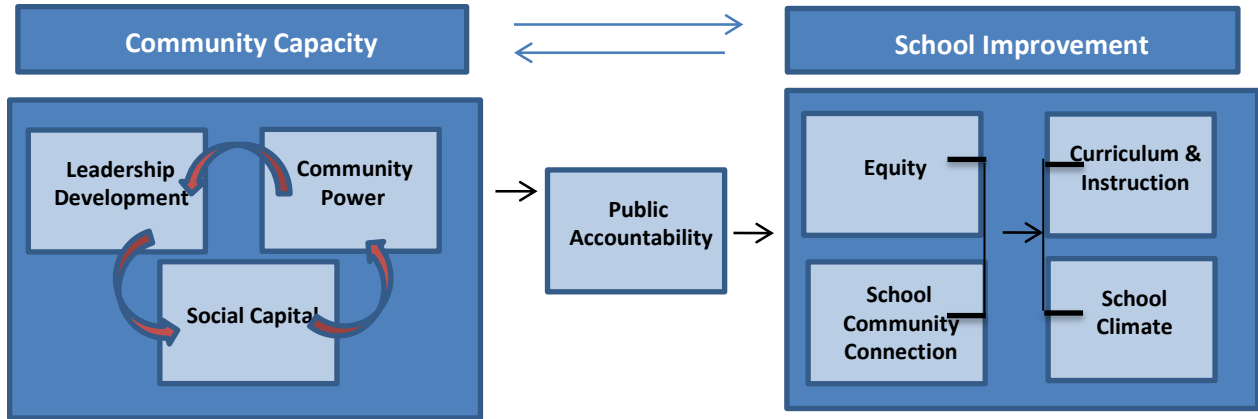 Community Capacity
School Improvement
Leadership
Development
Community
Power
Social Capital
Public
Accountability
Equity
Curriculum &
Instruction
School
Community
Connection
School
Climate